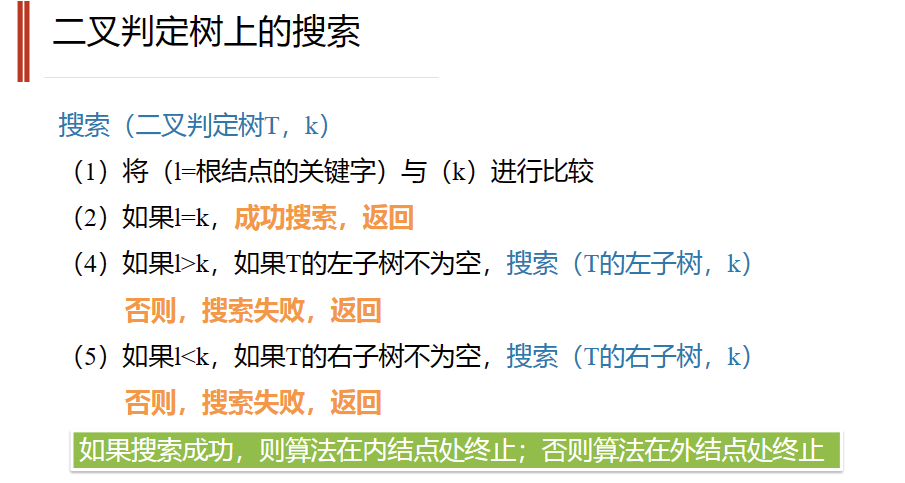 二叉判定树上的搜索
搜索（二叉判定树T，k）
（1）将（l=根结点的关键字）与（k）进行比较
（2）如果l=k，成功搜索，返回
（4）如果l>k，如果T的左子树不为空，搜索（T的左子树，k）
否则，搜索失败，返回
（5）如果l<k，如果T的右子树不为空，搜索（T的右子树，k）
否则，搜索失败，返回
如果搜索成功，则算法在内结点处终止；否则算法在外结点处终止